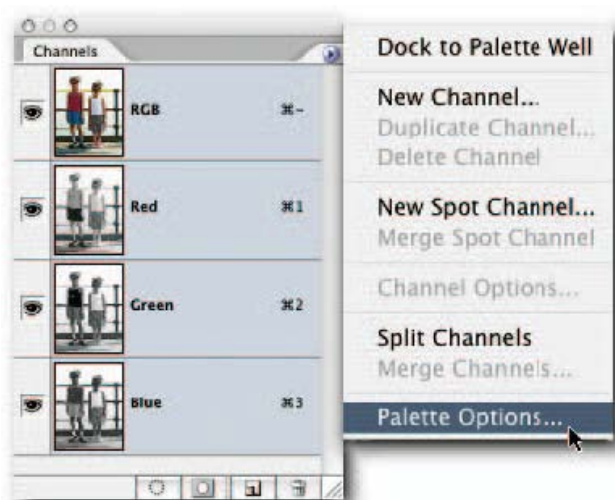 Channels
RGB ⌘~
Red ⌘1
Green ⌘2
Blue ⌘3
Dock to Palette Well
New Channel...
Duplicate Channel...
Delete Channel
New Spot Channel...
Merge Spot Channel
Channel Options...
Split Channels
Merge Channels...
Palette Options...